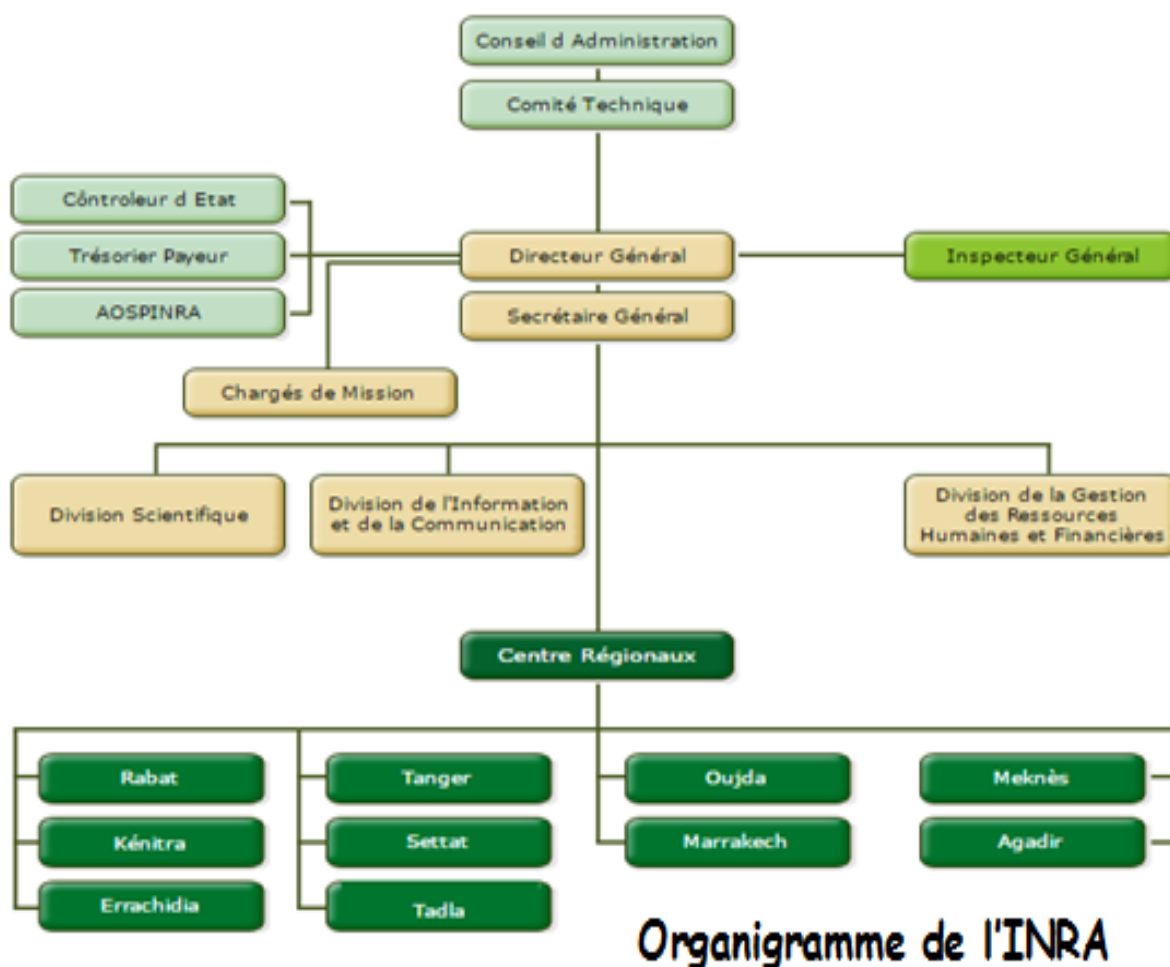 Conseil d Administration
Comité Technique
Côntroleur d Etat
Trésorier Payeur
Directeur Général
Inspecteur Général
AOSPINRA
Secrétaire Général
Chargés de Mission
Division Scientifique
Division de l'Information
et de la Communication
Division de la Gestion
des Ressources
Humaines et Financières
Centre Régionaux
Rabat
Tanger
Oujda
Meknès
Kénitra
Settat
Marrakech
Agadir
Errachidia
Tadla
Organigramme de l'INRA